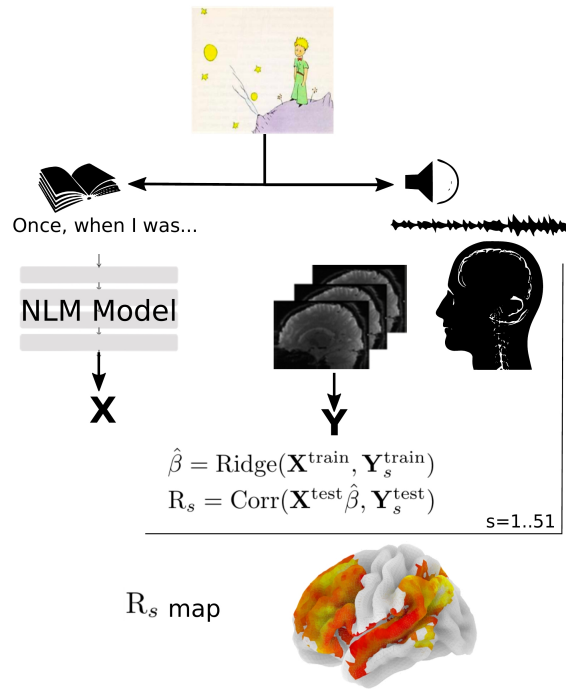 Once, when I was...
NLM Model
X
Y
β̂ = Ridge(X^train, Y_s^train)
R_s = Corr(X^test β̂, Y_s^test)
s=1..51
R_s map